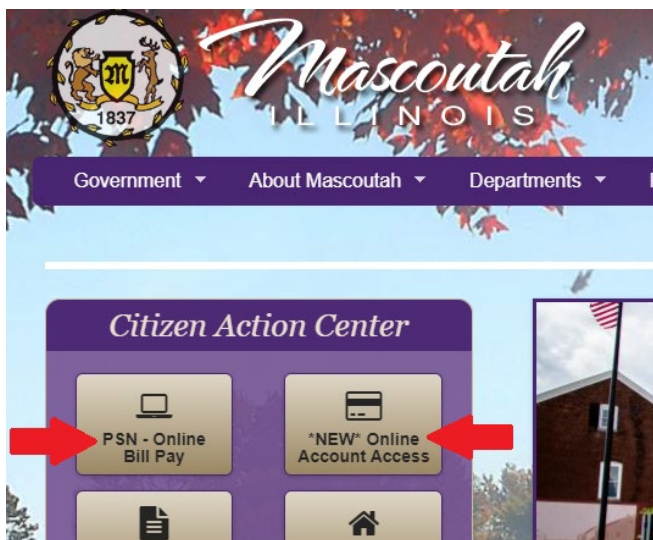 Mascoutah
ILLINOIS
M
1837
Government
About Mascoutah
Departments
Citizen Action Center
PSN - Online
Bill Pay
*NEW* Online
Account Access